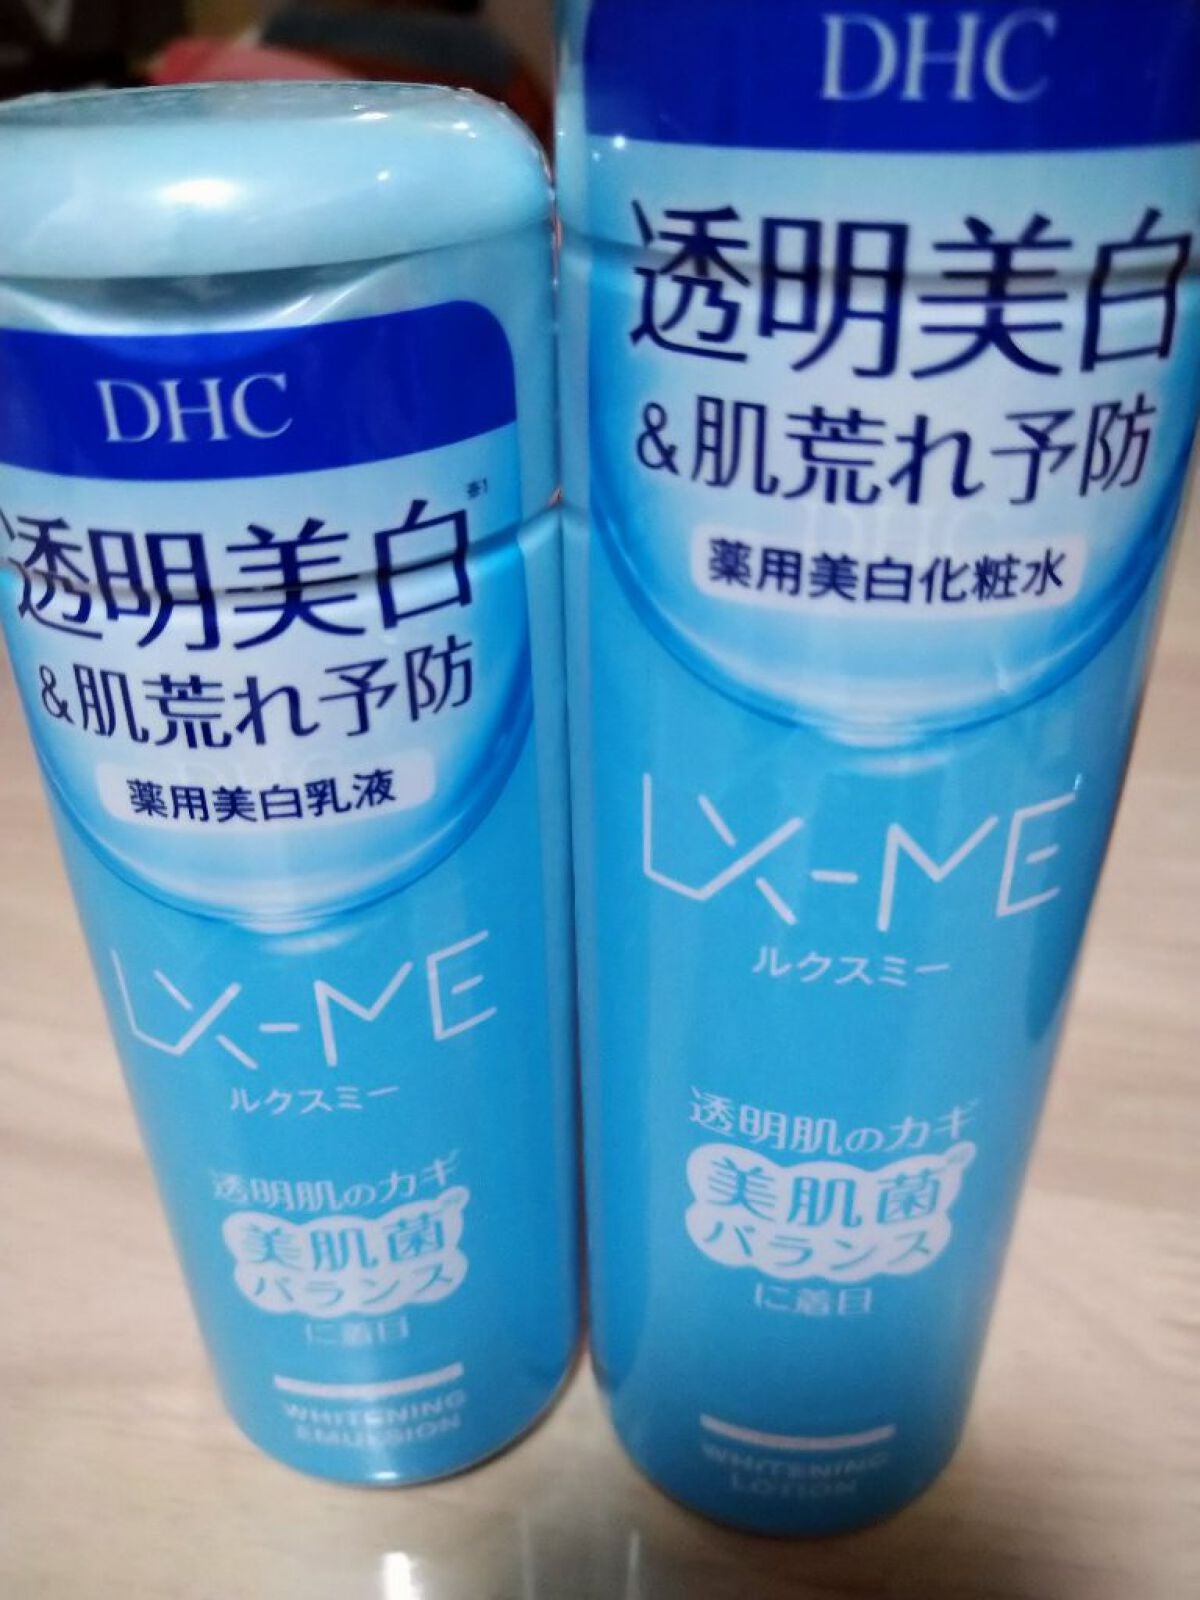 DHC
透明美白
※1
&肌荒れ予防
薬用美白乳液
LX-ME
ルクスミー
透明肌のカギ
美肌菌
バランス
に着目
WHITENING
EMULSION
DHC
透明美白
&肌荒れ予防
薬用美白化粧水
LX-ME
ルクスミー
透明肌のカギ
美肌菌
バランス
に着目
WHITENING
LOTION